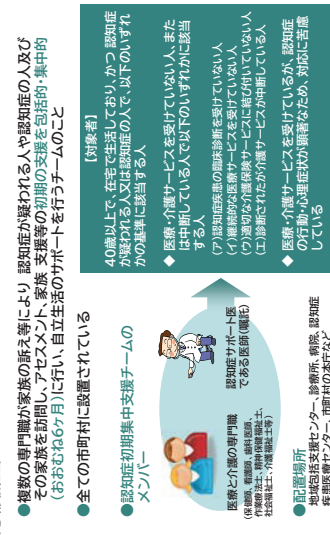 ●複数の専門職が家族の訴え等により 認知症が疑われる人や認知症の人及び
その家族を訪問し、アセスメント、家族 支援等の初期の支援を包括的・集中的
(おおむね6ヶ月)に行い、自立生活のサポートを行うチームのこと
●全ての市町村に設置されている
●認知症初期集中支援チームの
メンバー
医療と介護の専門職
(保健師、看護師、歯科医師、
作業療法士、精神保健福祉士、
社会福祉士、介護福祉士等)
認知症サポート医
である医師(嘱託)
●配置場所
地域包括支援センター、診療所、病院、認知症
疾患医療センター、市町村の本庁など
【対象者】
40歳以上で、在宅で生活しており、かつ 認知症
が疑われる人又は認知症の人で、以下のいずれ
かの基準に該当する人
◆ 医療・介護サービスを受けていない人、また
は中断している人で以下のいずれかに該当
する人
(ア)認知症疾患の臨床診断を受けていない人
(イ)継続的な医療サービスを受けていない人
(ウ)適切な介護保険サービスに結び付いていない人
(エ)診断されたが介護サービスが中断している人
◆ 医療・介護サービスを受けているが、認知症
の行動・心理症状が顕著なため、対応に苦慮
している